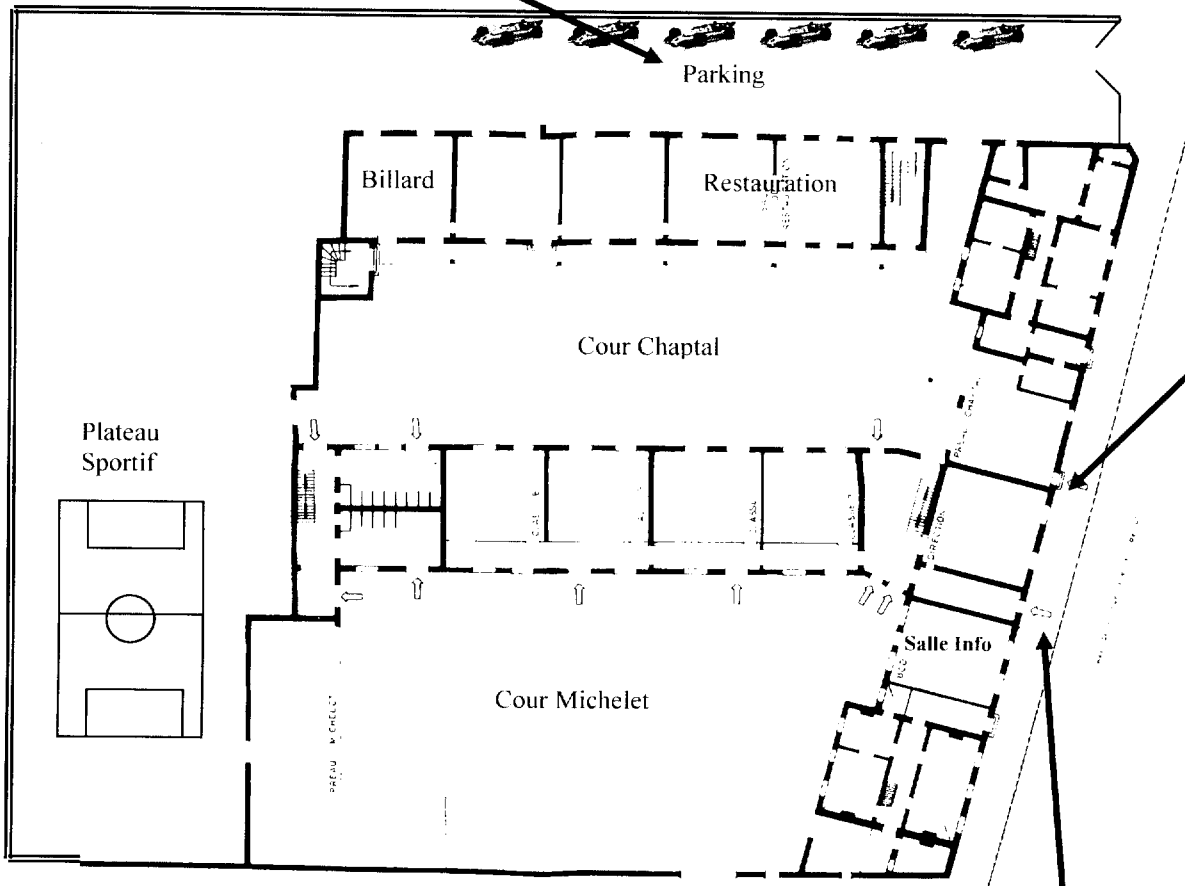 Parking
Billard
Restauration
Cour Chaptal
Plateau
Sportif
DIRECTION
Salle Info
Cour Michelet
PREAU MICHELET